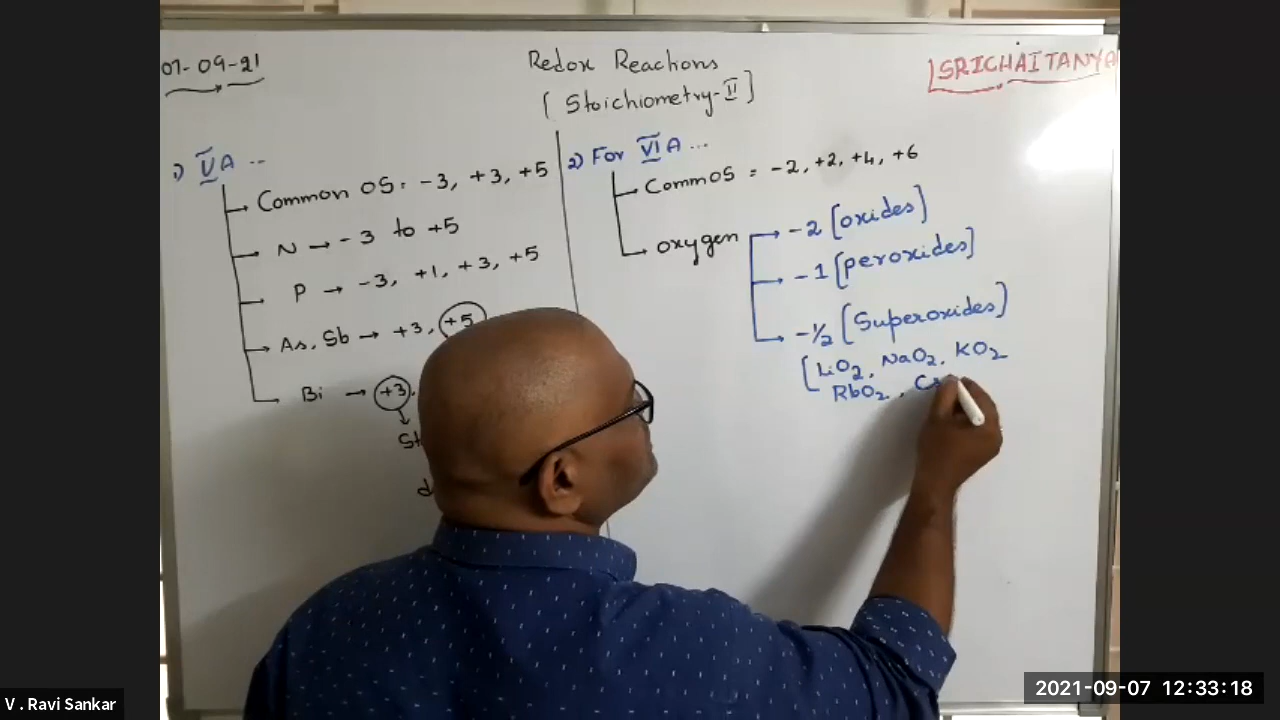 07-09-21
Redox Reactions
[Stoichiometry-II]
SRICHAITANYA
1) VA ..
Common OS: -3, +3, +5
N → -3 to +5
P → -3, +1, +3, +5
As, Sb → +3, +5
Bi → +3,
2) For VIA ...
Comm OS = -2, +2, +4, +6
oxygen
→ -2 [oxides]
→ -1 [peroxides]
→ -1/2 [Superoxides]
[LiO2, NaO2, KO2
RbO2, Cs
V . Ravi Sankar
2021-09-07 12:33:18